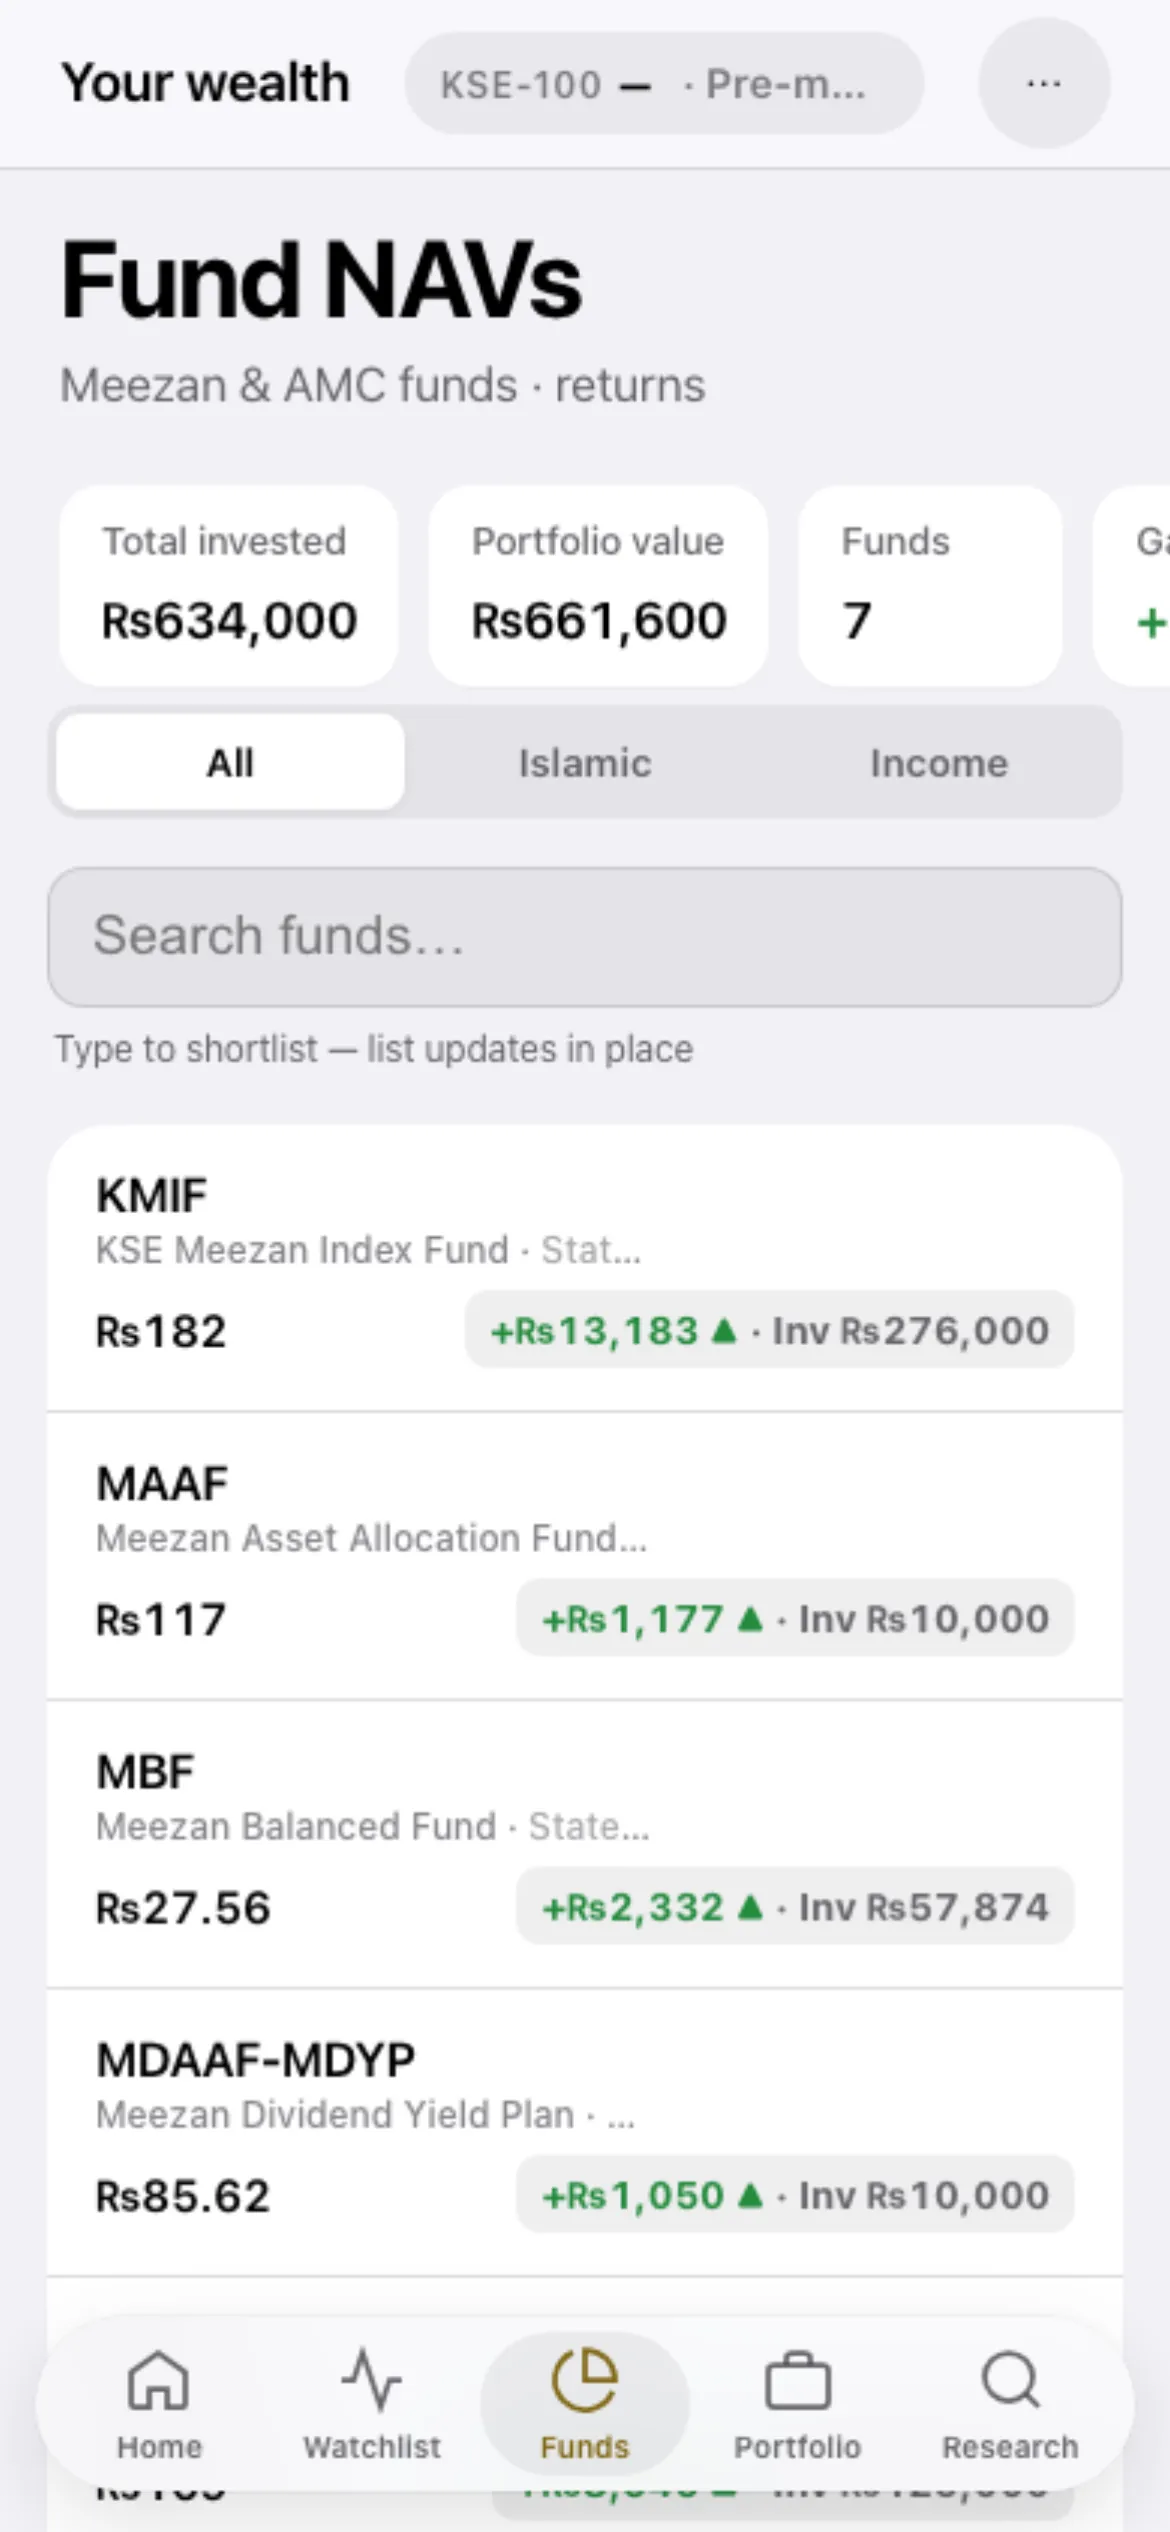 Your wealth KSE-100 — · Pre-m... ...
Fund NAVs
Meezan & AMC funds · returns
Total invested Portfolio value Funds
Rs634,000 Rs661,600 7 +
All Islamic Income
Search funds...
Type to shortlist — list updates in place
KMIF
KSE Meezan Index Fund · Stat...
Rs182 +Rs13,183 ▲ · Inv Rs276,000
MAAF
Meezan Asset Allocation Fund...
Rs117 +Rs1,177 ▲ · Inv Rs10,000
MBF
Meezan Balanced Fund · State...
Rs27.56 +Rs2,332 ▲ · Inv Rs57,874
MDAAF-MDYP
Meezan Dividend Yield Plan · ...
Rs85.62 +Rs1,050 ▲ · Inv Rs10,000
Home Watchlist Funds Portfolio Research